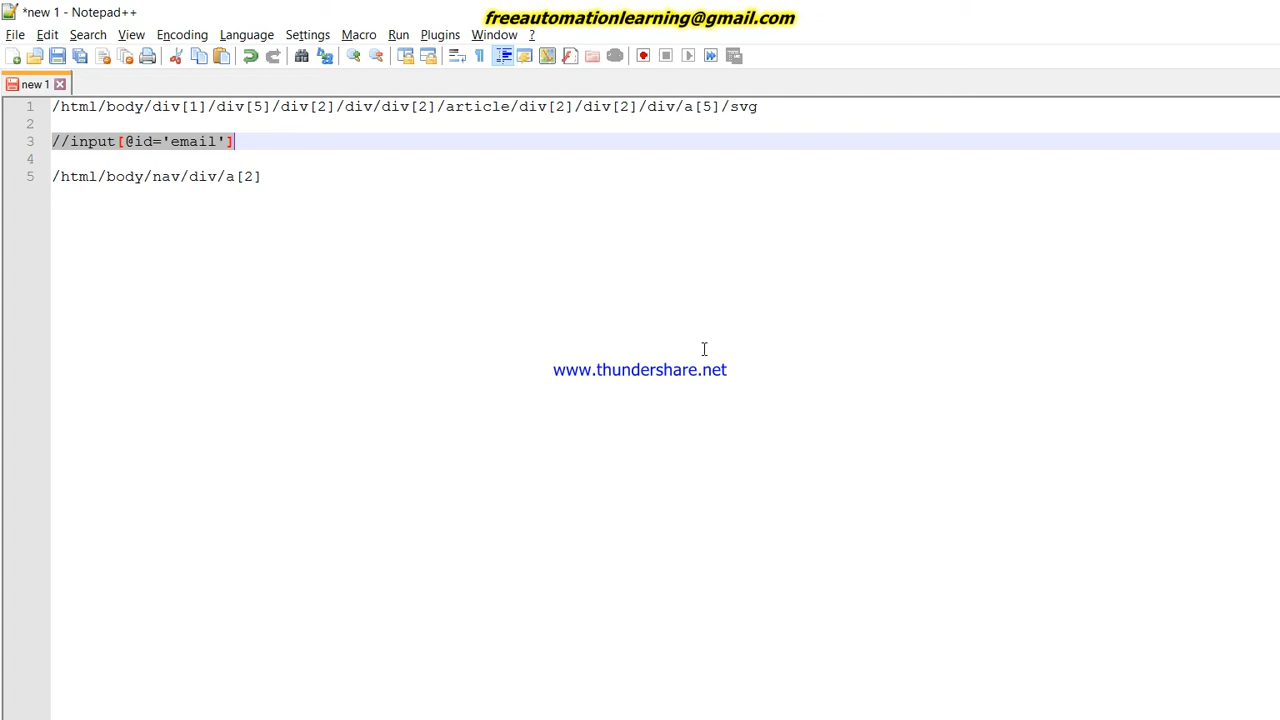 *new 1 - Notepad++
freeautomationlearning@gmail.com
File Edit Search View Encoding Language Settings Macro Run Plugins Window ?
new 1
1 /html/body/div[1]/div[5]/div[2]/div/div[2]/article/div[2]/div[2]/div/a[5]/svg
2
3 //input[@id='email']
4
5 /html/body/nav/div/a[2]
www.thundershare.net